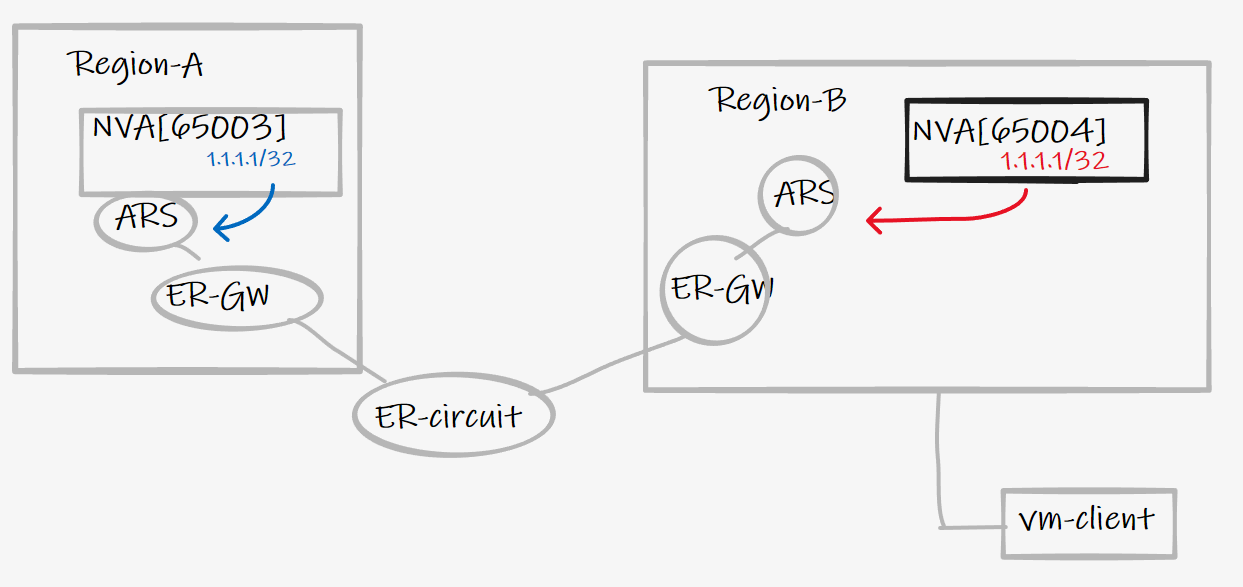 Region-A
NVA[65003]
1.1.1.1/32
ARS
ER-GW
Region-B
NVA[65004]
1.1.1.1/32
ARS
ER-GW
ER-circuit
vm-client